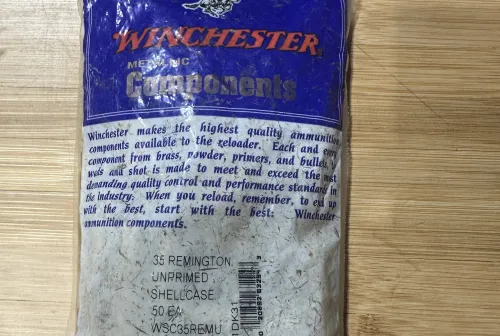 WINCHESTER
METALLIC
Components
Winchester makes the highest quality ammunition
components available to the reloader. Each and every
component from brass, powder, primers, and bullets,
wads and shot is made to meet and exceed the most
demanding quality control and performance standards in
the industry. When you reload, remember, to end up
with the best, start with the best: Winchester
ammunition components.
35 REMINGTON
UNPRIMED
SHELLCASE
50 EA
WSC35REMU
1DK31